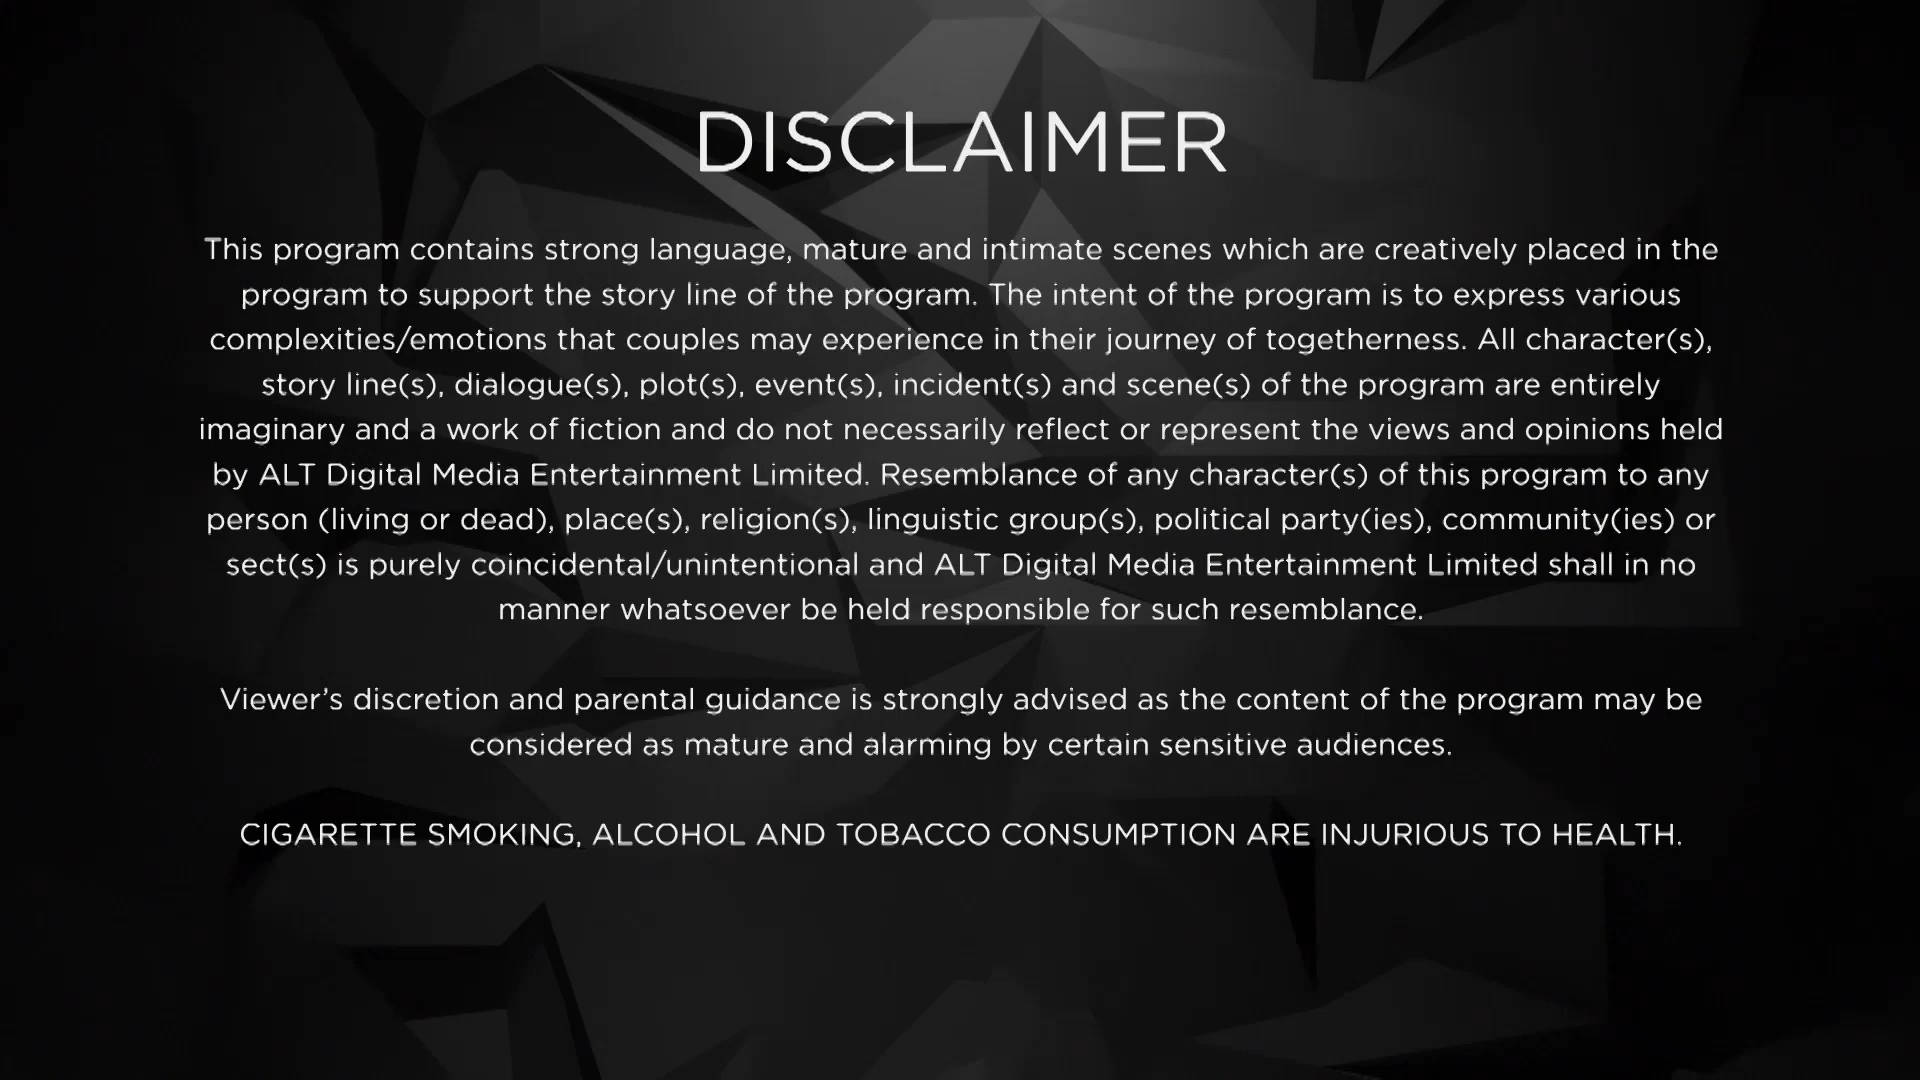 DISCLAIMER
This program contains strong language, mature and intimate scenes which are creatively placed in the
program to support the story line of the program. The intent of the program is to express various
complexities/emotions that couples may experience in their journey of togetherness. All character(s),
story line(s), dialogue(s), plot(s), event(s), incident(s) and scene(s) of the program are entirely
imaginary and a work of fiction and do not necessarily reflect or represent the views and opinions held
by ALT Digital Media Entertainment Limited. Resemblance of any character(s) of this program to any
person (living or dead), place(s), religion(s), linguistic group(s), political party(ies), community(ies) or
sect(s) is purely coincidental/unintentional and ALT Digital Media Entertainment Limited shall in no
manner whatsoever be held responsible for such resemblance.
Viewer’s discretion and parental guidance is strongly advised as the content of the program may be
considered as mature and alarming by certain sensitive audiences.
CIGARETTE SMOKING, ALCOHOL AND TOBACCO CONSUMPTION ARE INJURIOUS TO HEALTH.